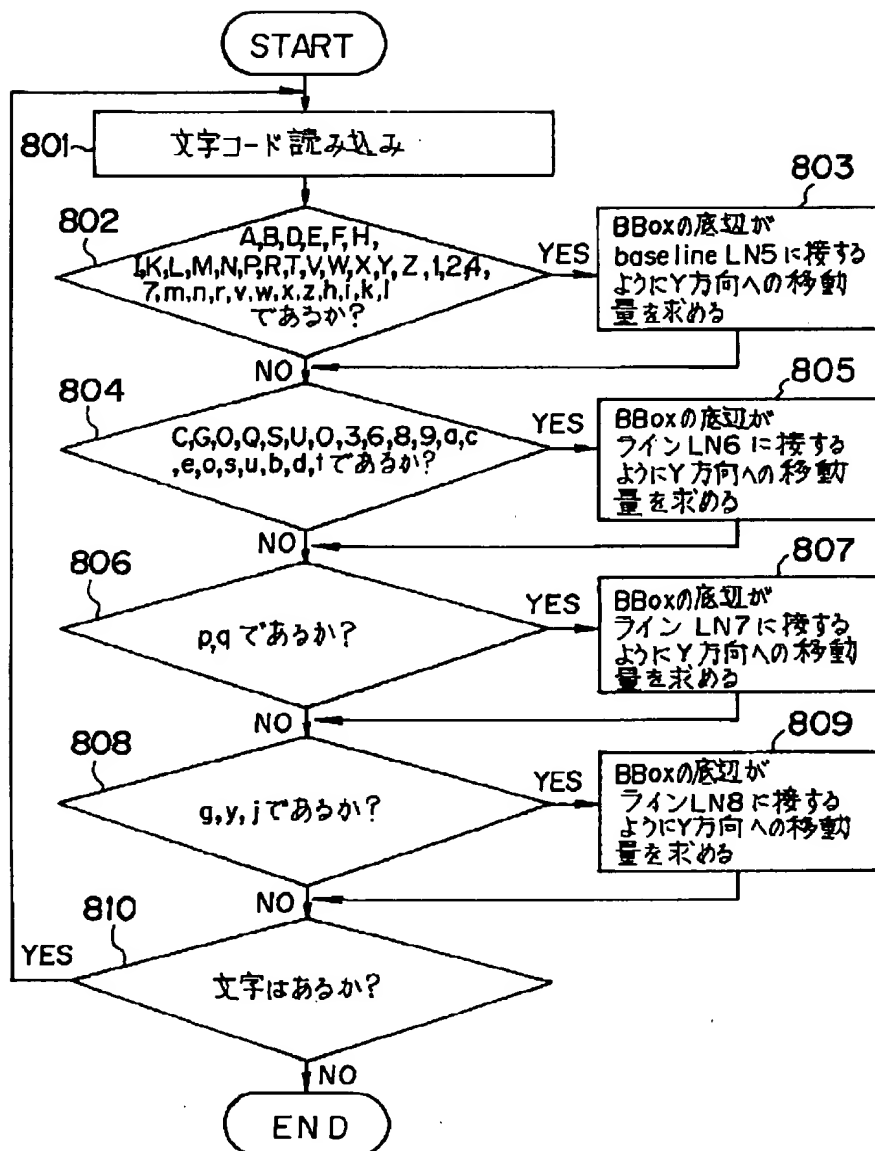 START
801
文字コード読み込み
802
A,B,D,E,F,H,
I,K,L,M,N,P,R,T,V,W,X,Y,Z,1,2,4,
7,m,n,r,v,w,x,z,h,i,k,l
であるか?
YES
803
BBoxの底辺が
baseline LN5に接する
ようにY方向への移動
量を求める
NO
804
C,G,O,Q,S,U,0,3,6,8,9,a,c
,e,o,s,u,b,d,tであるか?
YES
805
BBoxの底辺が
ラインLN6に接する
ようにY方向への移動
量を求める
NO
806
p,qであるか?
YES
807
BBoxの底辺が
ラインLN7に接する
ようにY方向への移動
量を求める
NO
808
g,y,jであるか?
YES
809
BBoxの底辺が
ラインLN8に接する
ようにY方向への移動
量を求める
NO
810
YES
文字はあるか?
NO
END